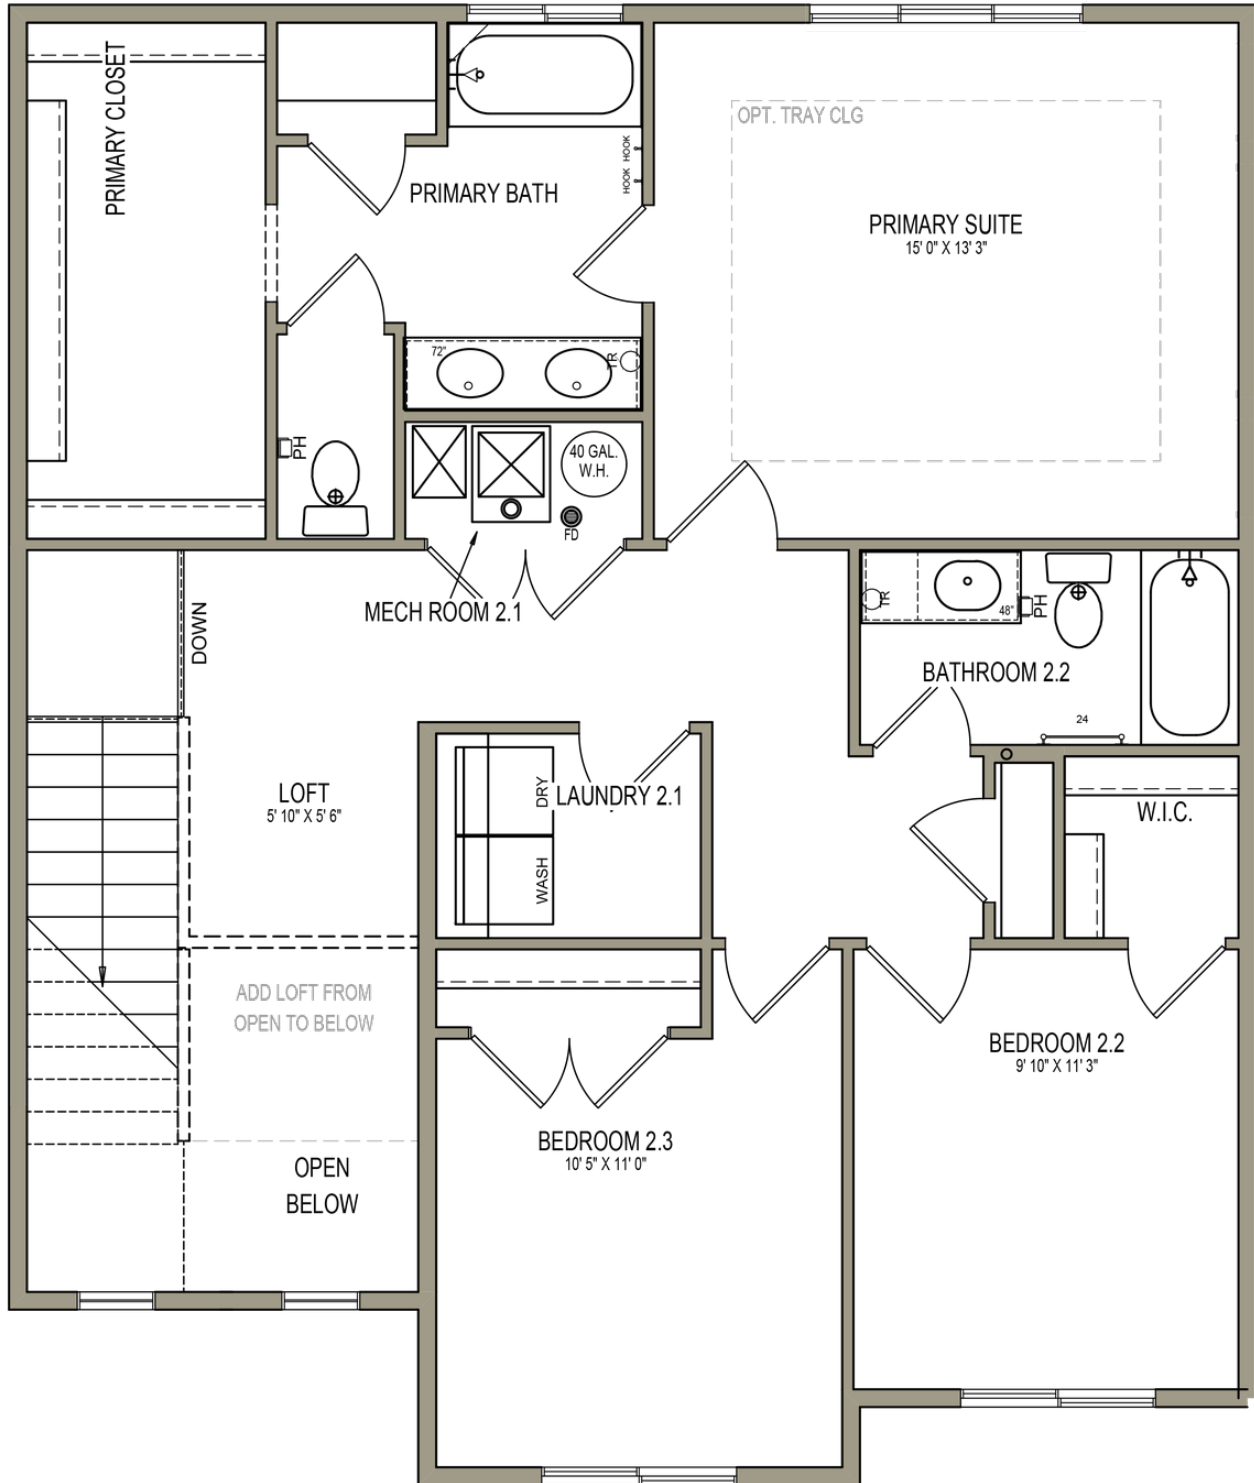 PRIMARY CLOSET
OPT. TRAY CLG
HOOK HOOK
PRIMARY BATH
PRIMARY SUITE
15' 0" X 13' 3"
72"
TR
PH
40 GAL.
W.H.
FD
MECH ROOM 2.1
DOWN
TR
48"
PH
BATHROOM 2.2
24
LOFT
5' 10" X 5' 6"
DRY
LAUNDRY 2.1
WASH
W.I.C.
ADD LOFT FROM
OPEN TO BELOW
BEDROOM 2.2
9' 10" X 11' 3"
BEDROOM 2.3
10' 5" X 11' 0"
OPEN
BELOW